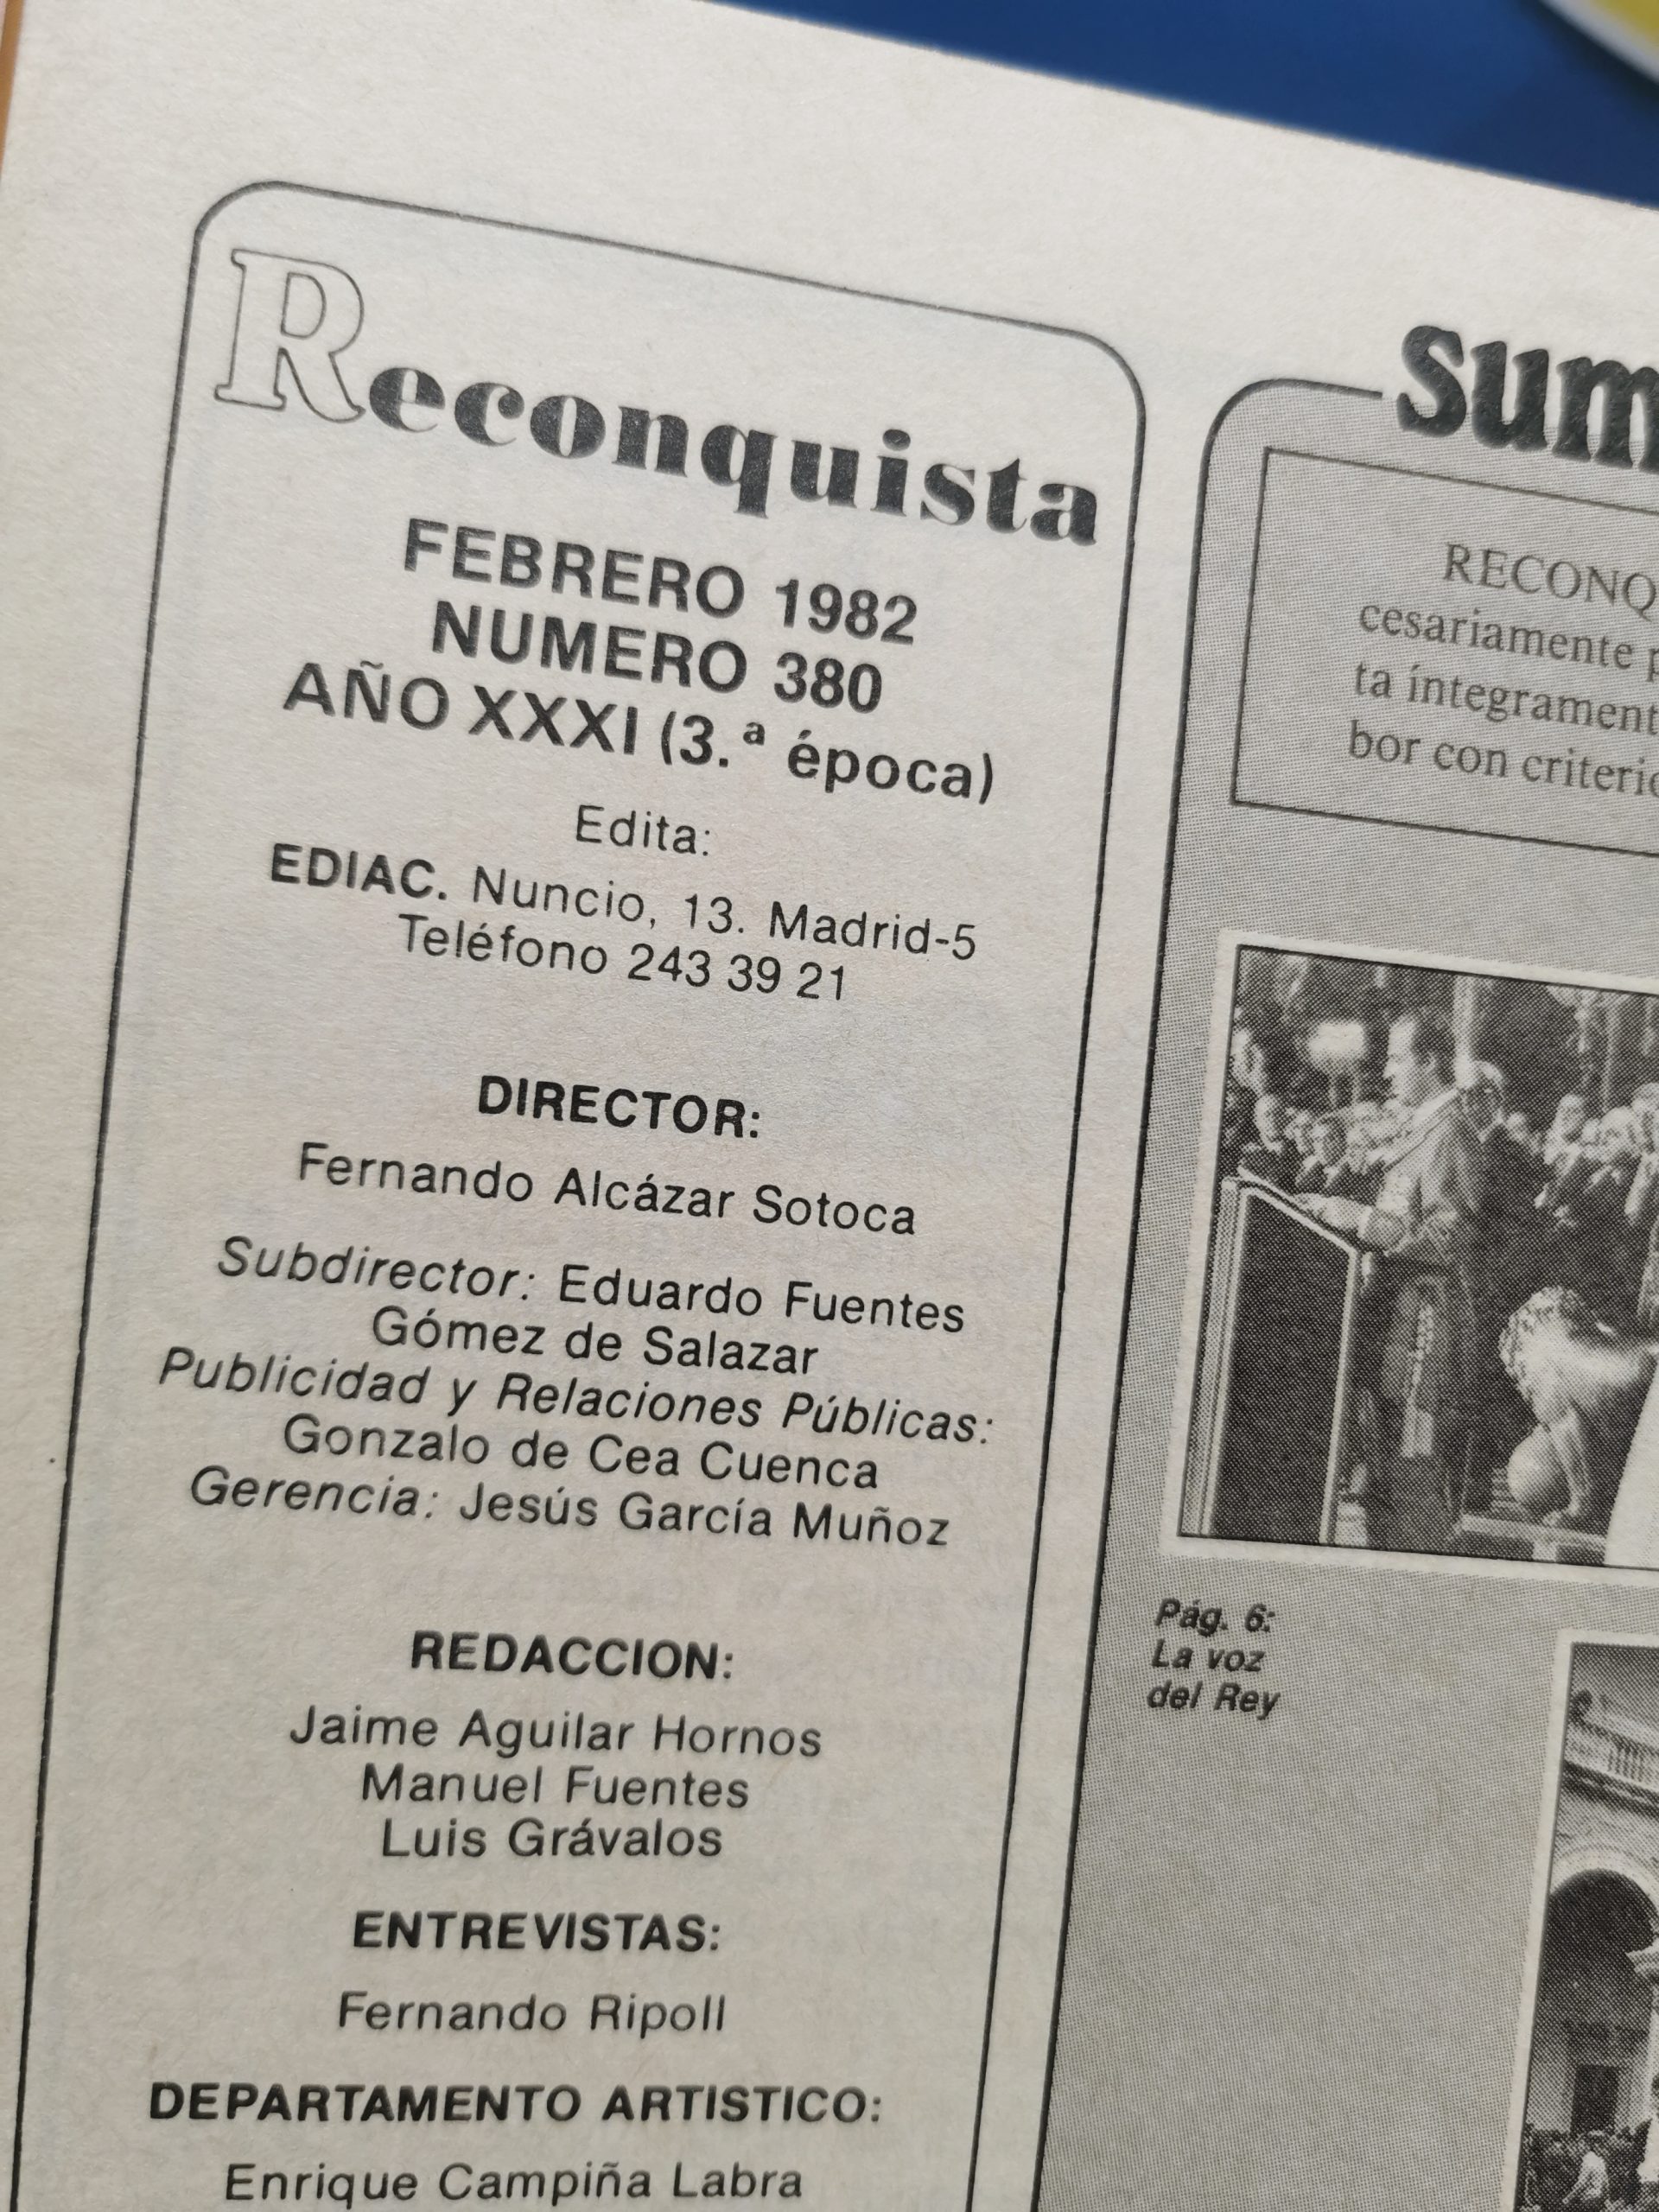 Reconquista
FEBRERO 1982
NUMERO 380
AÑO XXXI (3.ª época)
Edita:
EDIAC. Nuncio, 13. Madrid-5
Teléfono 243 39 21
DIRECTOR:
Fernando Alcázar Sotoca
Subdirector: Eduardo Fuentes
Gómez de Salazar
Publicidad y Relaciones Públicas:
Gonzalo de Cea Cuenca
Gerencia: Jesús García Muñoz
REDACCION:
Jaime Aguilar Hornos
Manuel Fuentes
Luis Grávalos
ENTREVISTAS:
Fernando Ripoll
DEPARTAMENTO ARTISTICO:
Enrique Campiña Labra
sum
RECONQ
cesariamente p
ta íntegrament
bor con criterio
Pág. 6:
La voz
del Rey